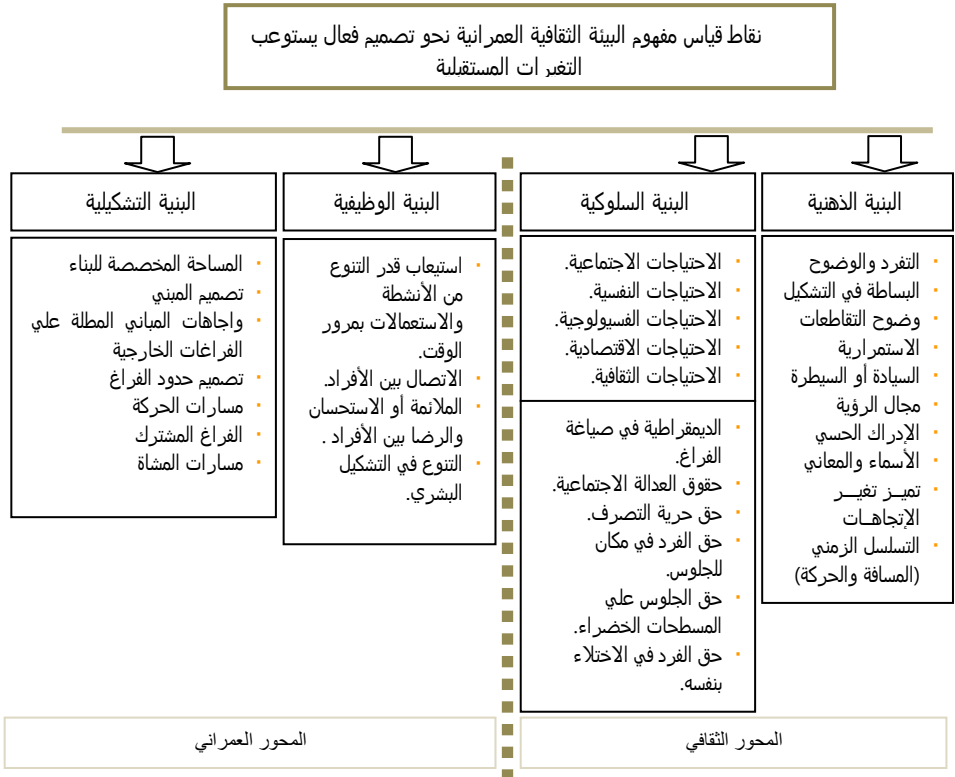 نقاط قياس مفهوم البيئة الثقافية العمرانية نحو تصميم فعال يستوعب
التغيرات المستقبلية
البنية الذهنية
التفرد والوضوح
البساطة في التشكيل
وضوح التقاطعات
الاستمرارية
السيادة أو السيطرة
مجال الرؤية
الإدراك الحسي
الأسماء والمعاني
تميــز تغيـــر
الإتجاهــات
التسلسل الزمني
(المسافة والحركة)
البنية السلوكية
الاحتياجات الاجتماعية.
الاحتياجات النفسية.
الاحتياجات الفسيولوجية.
الاحتياجات الاقتصادية.
الاحتياجات الثقافية.
الديمقراطية في صياغة
الفراغ.
حقوق العدالة الاجتماعية.
حق حرية التصرف.
حق الفرد في مكان
للجلوس.
حق الجلوس علي
المسطحات الخضراء.
حق الفرد في الاختلاء
بنفسه.
البنية الوظيفية
استيعاب قدر التنوع
من الأنشطة
والاستعمالات بمرور
الوقت.
الاتصال بين الأفراد.
الملائمة أو الاستحسان
والرضا بين الأفراد .
التنوع في التشكيل
البشري.
البنية التشكيلية
المساحة المخصصة للبناء
تصميم المبني
واجاهات المباني المطلة علي
الفراغات الخارجية
تصميم حدود الفراغ
مسارات الحركة
الفراغ المشترك
مسارات المشاة
المحور الثقافي
المحور العمراني